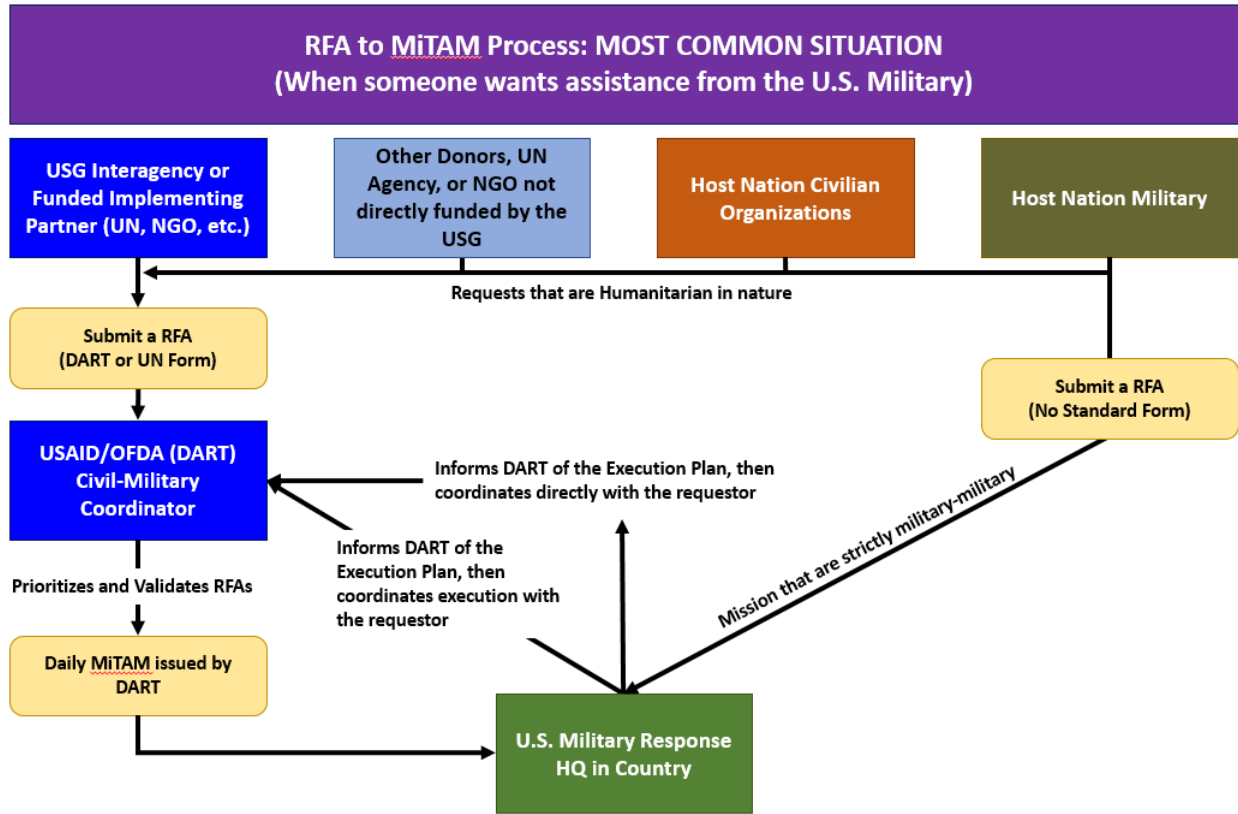 RFA to MiTAM Process: MOST COMMON SITUATION
(When someone wants assistance from the U.S. Military)
USG Interagency or
Funded Implementing
Partner (UN, NGO, etc.)
Other Donors, UN
Agency, or NGO not
directly funded by the
USG
Host Nation Civilian
Organizations
Host Nation Military
Requests that are Humanitarian in nature
Submit a RFA
(DART or UN Form)
Submit a RFA
(No Standard Form)
USAID/OFDA (DART)
Civil-Military
Coordinator
Informs DART of the Execution Plan, then
coordinates directly with the requestor
Informs DART of the
Execution Plan, then
coordinates execution with
the requestor
Mission that are strictly military-military
Prioritizes and Validates RFAs
Daily MiTAM issued by
DART
U.S. Military Response
HQ in Country